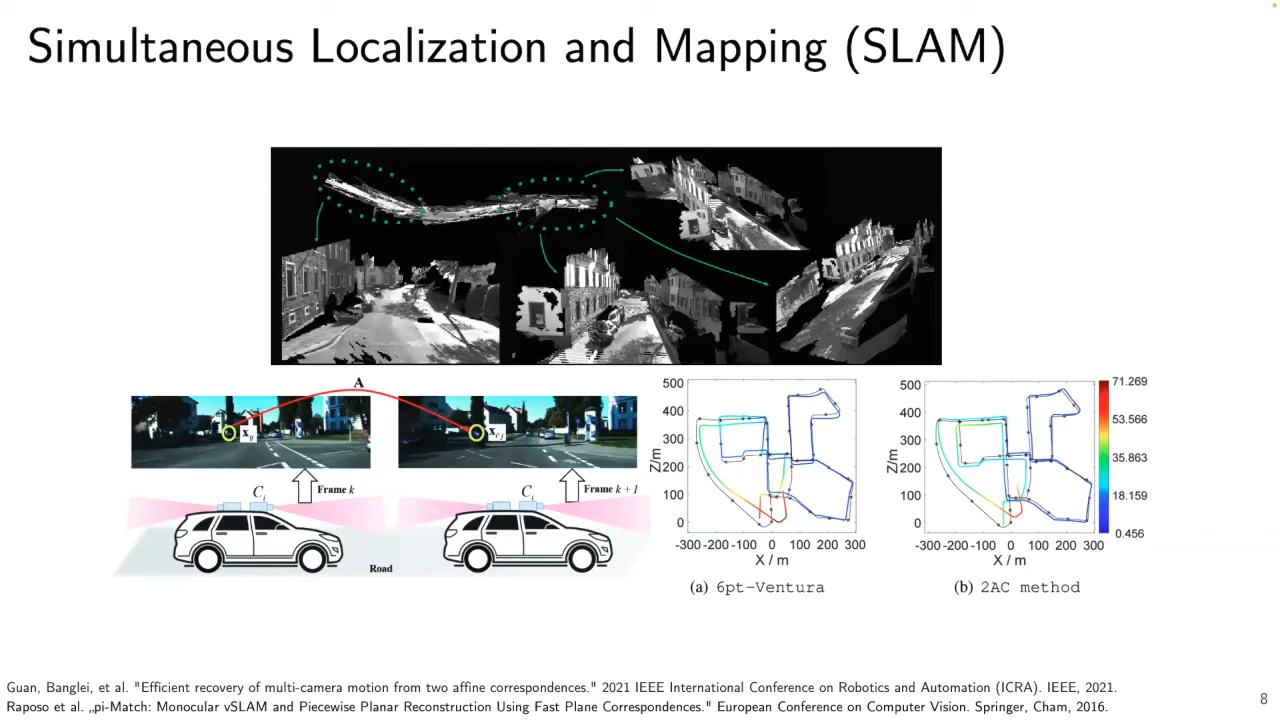 Simultaneous Localization and Mapping (SLAM)
A
x_ij
x_i'j
C_i
Frame k
C_i
Frame k+1
Road
500
400
300
200
100
0
Z/m
-300 -200 -100 0 100 200 300
X / m
(a) 6pt-Ventura
500
400
300
200
100
0
Z/m
-300 -200 -100 0 100 200 300
X / m
(b) 2AC method
71.269
53.566
35.863
18.159
0.456
Guan, Banglei, et al. "Efficient recovery of multi-camera motion from two affine correspondences." 2021 IEEE International Conference on Robotics and Automation (ICRA). IEEE, 2021.
Raposo et al. „pi-Match: Monocular vSLAM and Piecewise Planar Reconstruction Using Fast Plane Correspondences." European Conference on Computer Vision. Springer, Cham, 2016.
8